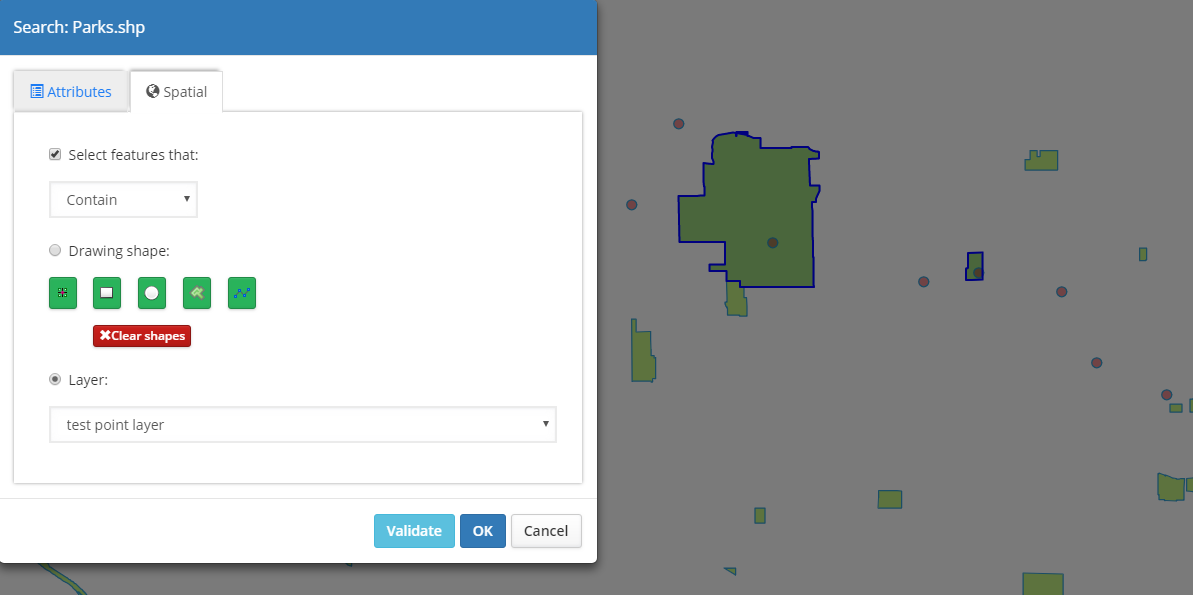 Search: Parks.shp
Attributes
Spatial
Select features that:
Contain
Drawing shape:
Clear shapes
Layer:
test point layer
Validate
OK
Cancel